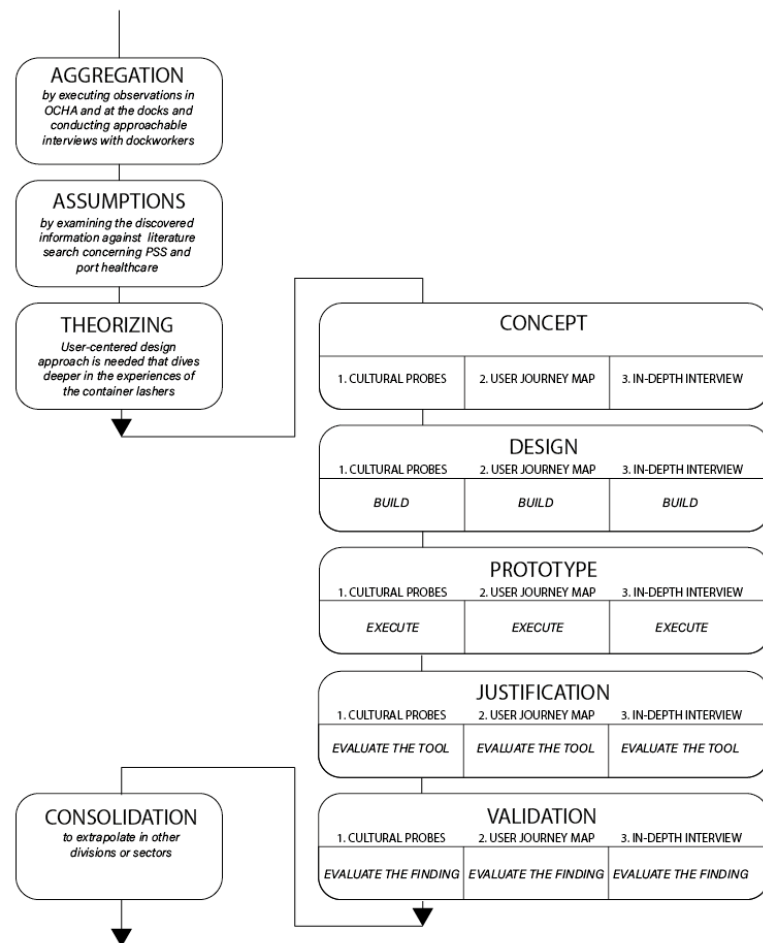 AGGREGATION
by executing observations in
OCHA and at the docks and
conducting approachable
interviews with dockworkers
ASSUMPTIONS
by examining the discovered
information against literature
search concerning PSS and
port healthcare
THEORIZING
User-centered design
approach is needed that dives
deeper in the experiences of
the container lashers
CONCEPT
1. CULTURAL PROBES 2. USER JOURNEY MAP 3. IN-DEPTH INTERVIEW
DESIGN
1. CULTURAL PROBES 2. USER JOURNEY MAP 3. IN-DEPTH INTERVIEW
BUILD BUILD BUILD
PROTOTYPE
1. CULTURAL PROBES 2. USER JOURNEY MAP 3. IN-DEPTH INTERVIEW
EXECUTE EXECUTE EXECUTE
JUSTIFICATION
1. CULTURAL PROBES 2. USER JOURNEY MAP 3. IN-DEPTH INTERVIEW
EVALUATE THE TOOL EVALUATE THE TOOL EVALUATE THE TOOL
VALIDATION
1. CULTURAL PROBES 2. USER JOURNEY MAP 3. IN-DEPTH INTERVIEW
EVALUATE THE FINDING EVALUATE THE FINDING EVALUATE THE FINDING
CONSOLIDATION
to extrapolate in other
divisions or sectors